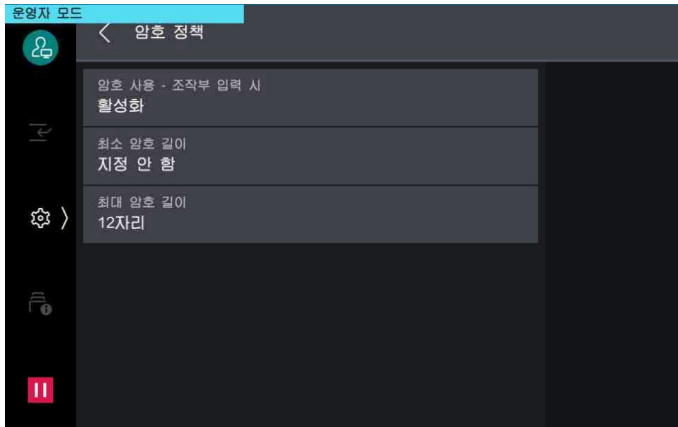 운영자 모드
암호 정책
암호 사용 - 조작부 입력 시
활성화
최소 암호 길이
지정 안 함
최대 암호 길이
12자리